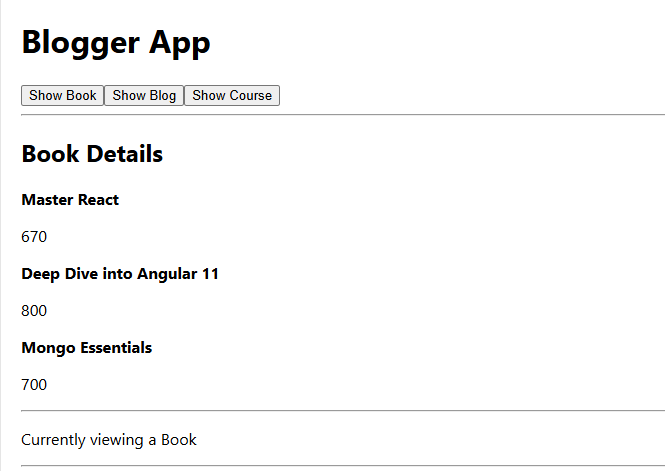 Blogger App
Show Book Show Blog Show Course
Book Details
Master React
670
Deep Dive into Angular 11
800
Mongo Essentials
700
Currently viewing a Book